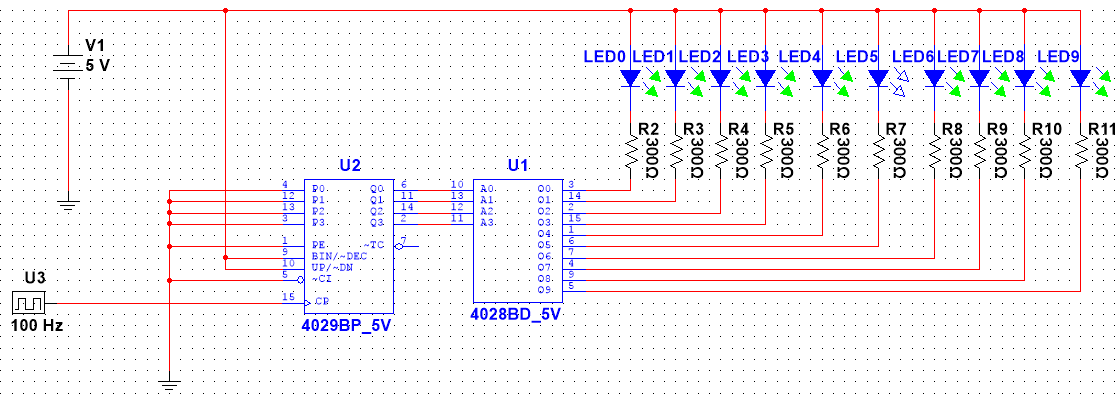 V1
5 V
LED0 LED1 LED2 LED3 LED4 LED5 LED6 LED7 LED8 LED9
R2 R3 R4 R5 R6 R7 R8 R9 R10 R11
300Ω 300Ω 300Ω 300Ω 300Ω 300Ω 300Ω 300Ω 300Ω 300Ω
U2 U1
4 P0 Q0 6 10 A0 O0 3
12 P1 Q1 11 13 A1 O1 14
13 P2 Q2 14 12 A2 O2 2
3 P3 Q3 2 11 A3 O3 15
O4 1
1 PE ~TC 7 O5 6
9 BIN/~DEC O6 7
10 UP/~DN O7 4
5 ~CI O8 9
O9 5
15 CP
U3
100 Hz
4029BP_5V 4028BD_5V